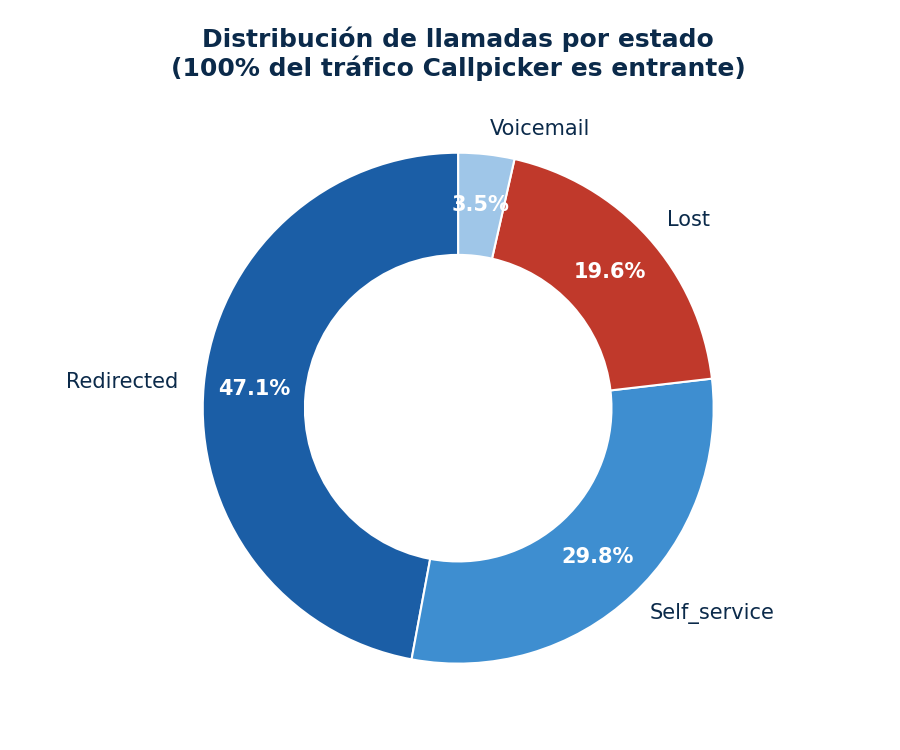 Distribución de llamadas por estado
(100% del tráfico Callpicker es entrante)
Voicemail
3.5%
Lost
19.6%
Redirected
47.1%
29.8%
Self_service